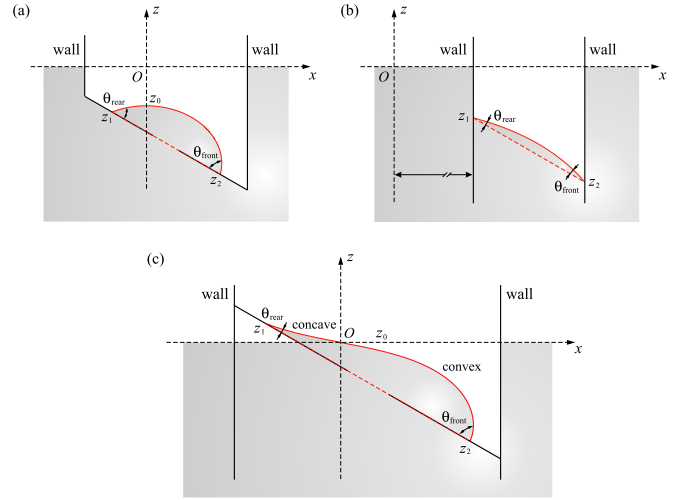 (a)
z
wall
wall
O
x
θrear
z0
z1
θfront
z2
(b)
z
wall
wall
O
x
z1
θrear
θfront
z2
(c)
z
wall
wall
θrear
concave
z1
O
z0
x
convex
θfront
z2